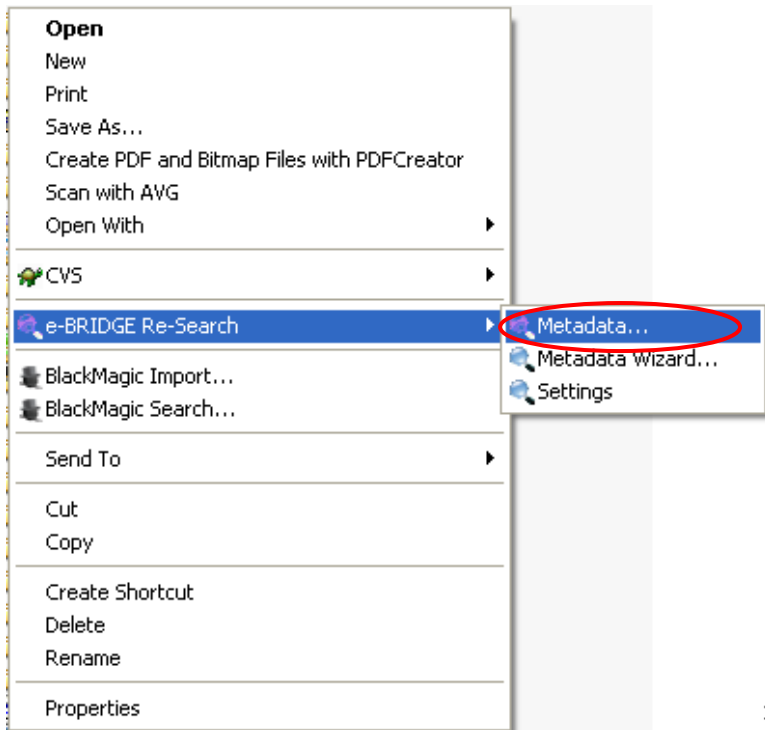 Open
New
Print
Save As...
Create PDF and Bitmap Files with PDFCreator
Scan with AVG
Open With
CVS
e-BRIDGE Re-Search
BlackMagic Import...
BlackMagic Search...
Send To
Cut
Copy
Create Shortcut
Delete
Rename
Properties
Metadata...
Metadata Wizard...
Settings